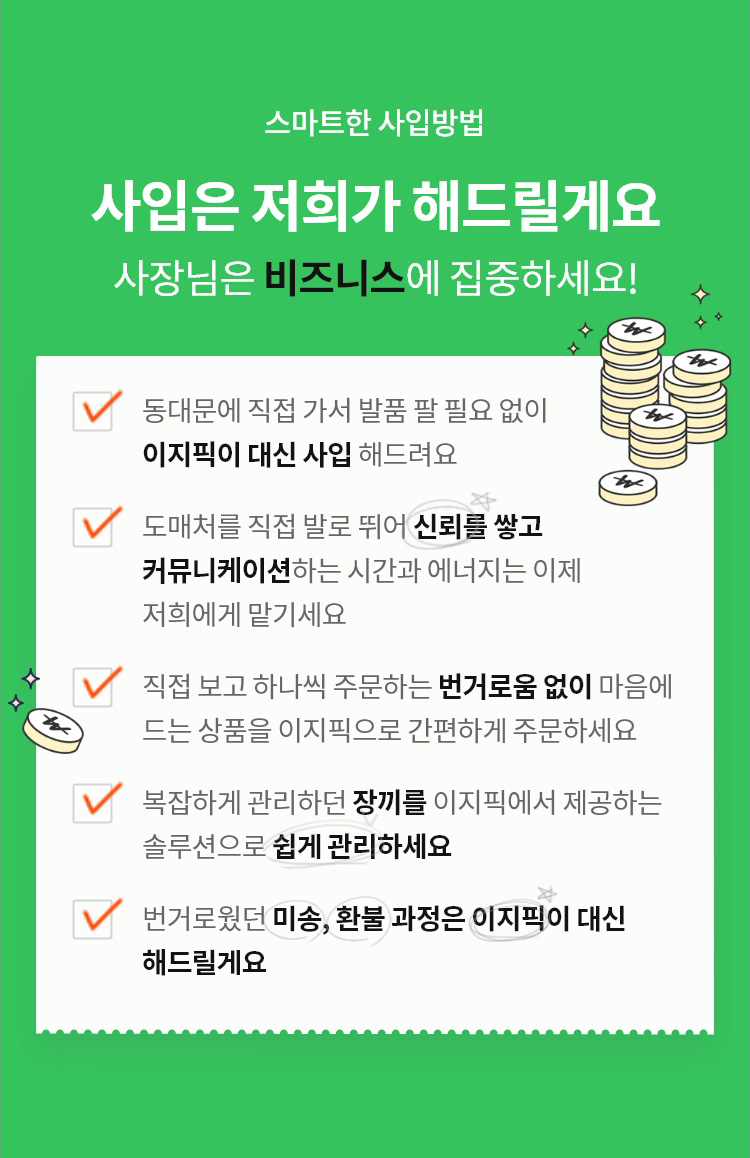 스마트한 사입방법
사입은 저희가 해드릴게요
사장님은 비즈니스에 집중하세요!
동대문에 직접 가서 발품 팔 필요 없이
이지픽이 대신 사입 해드려요
도매처를 직접 발로 뛰어 신뢰를 쌓고
커뮤니케이션하는 시간과 에너지는 이제
저희에게 맡기세요
직접 보고 하나씩 주문하는 번거로움 없이 마음에
드는 상품을 이지픽으로 간편하게 주문하세요
복잡하게 관리하던 장끼를 이지픽에서 제공하는
솔루션으로 쉽게 관리하세요
번거로웠던 미송, 환불 과정은 이지픽이 대신
해드릴게요